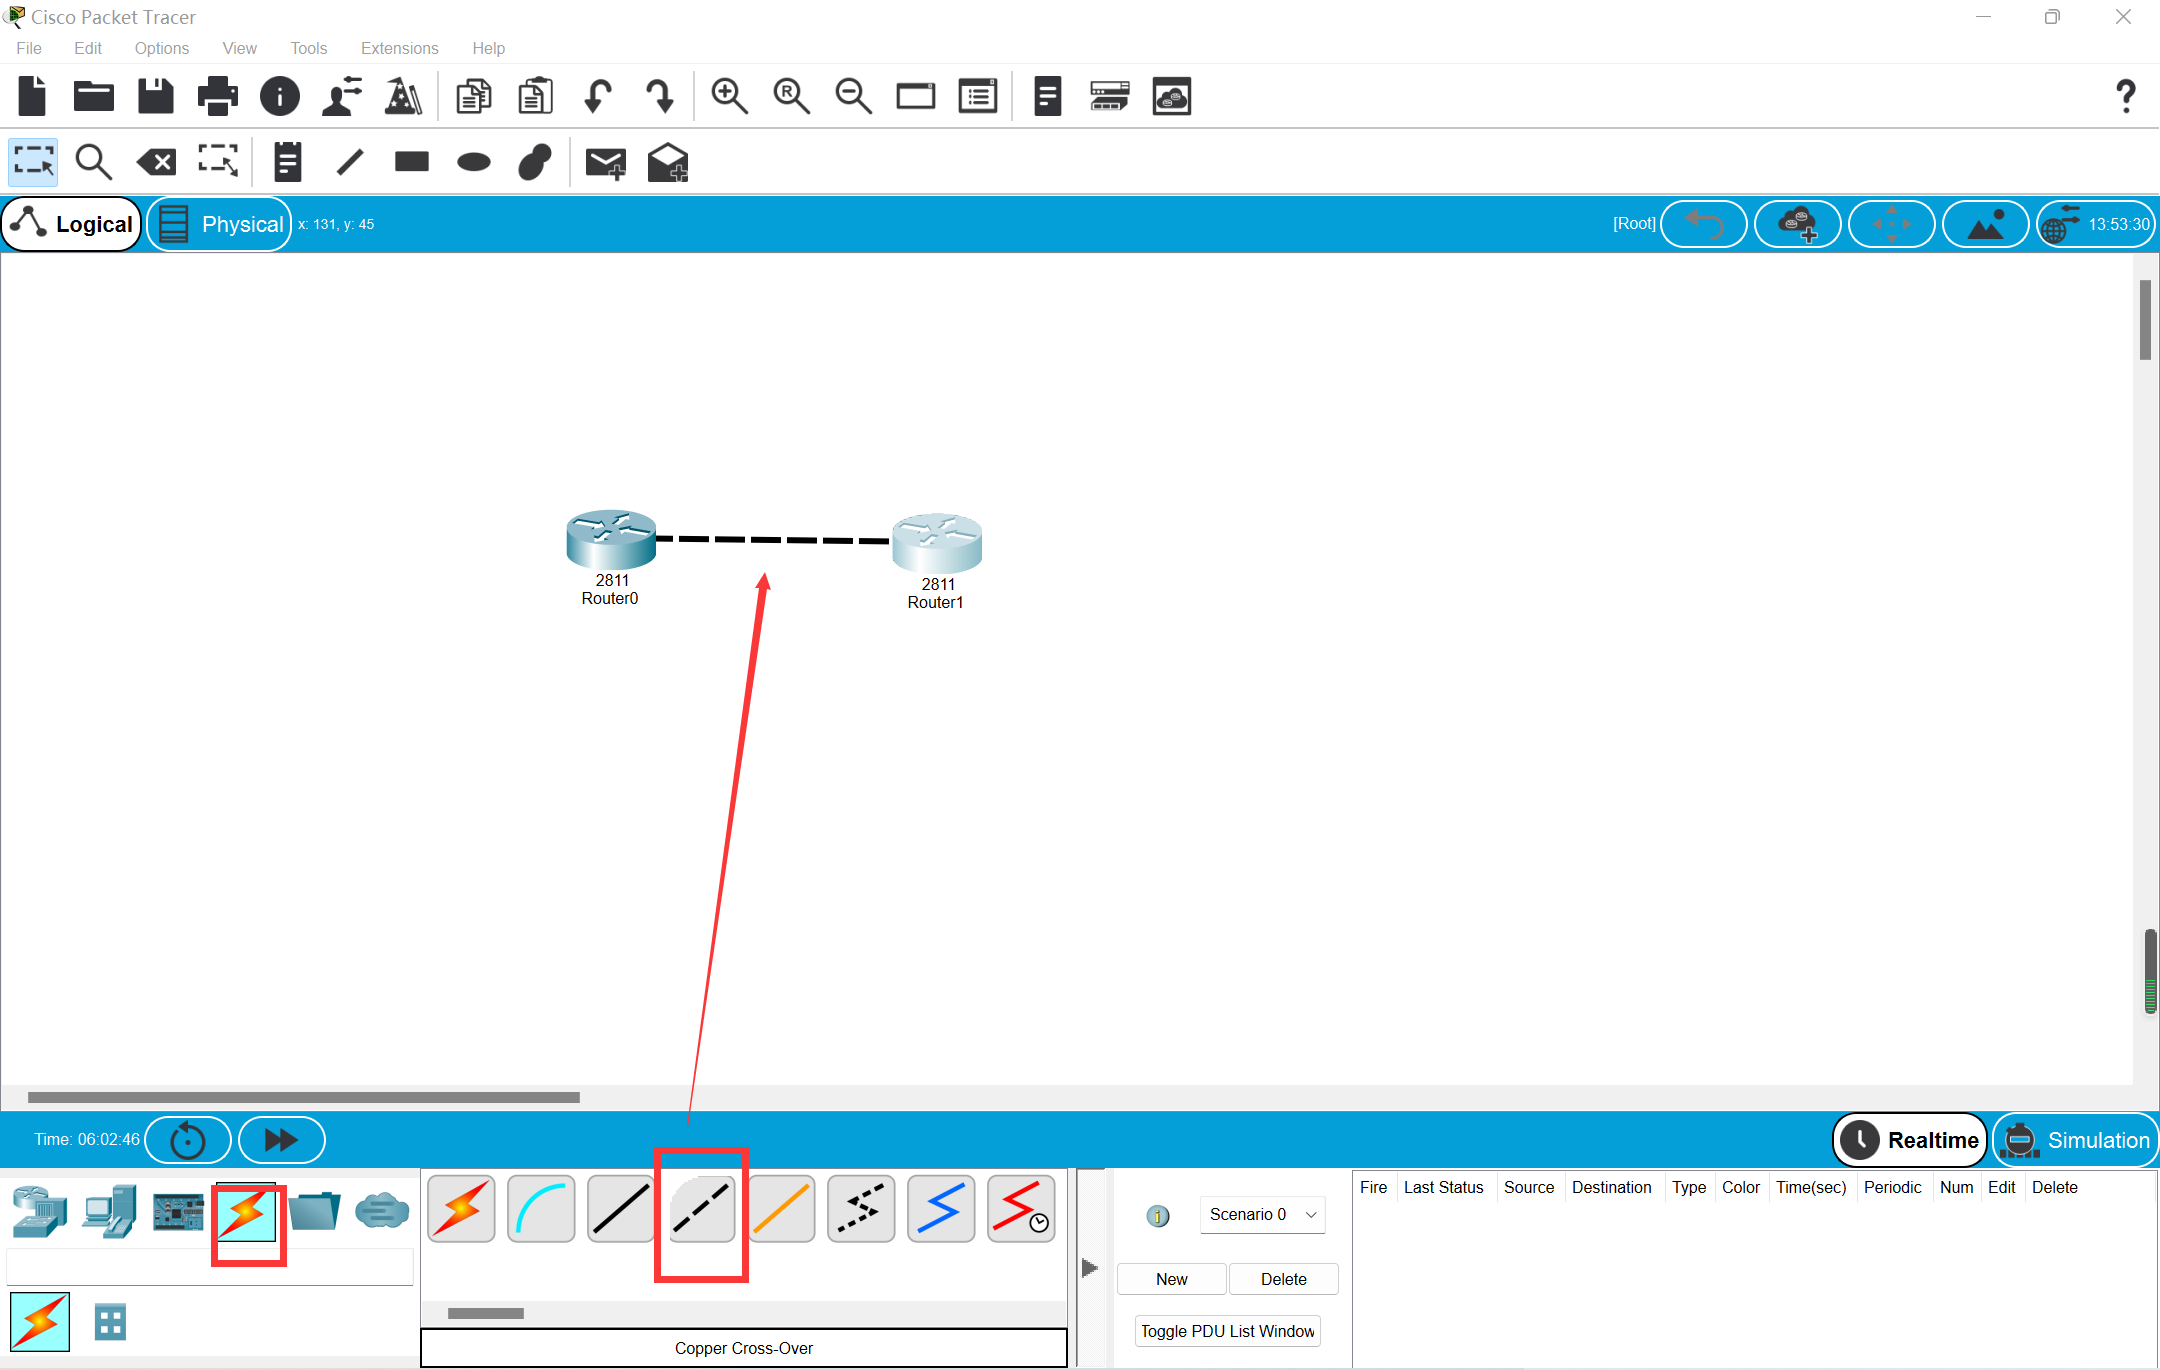 Cisco Packet Tracer
File Edit Options View Tools Extensions Help
Logical Physical x: 131, y: 45 [Root] 13:53:30
2811
Router0
2811
Router1
Time: 06:02:46 Realtime Simulation
Fire Last Status Source Destination Type Color Time(sec) Periodic Num Edit Delete
Scenario 0
New Delete
Toggle PDU List Window
Copper Cross-Over